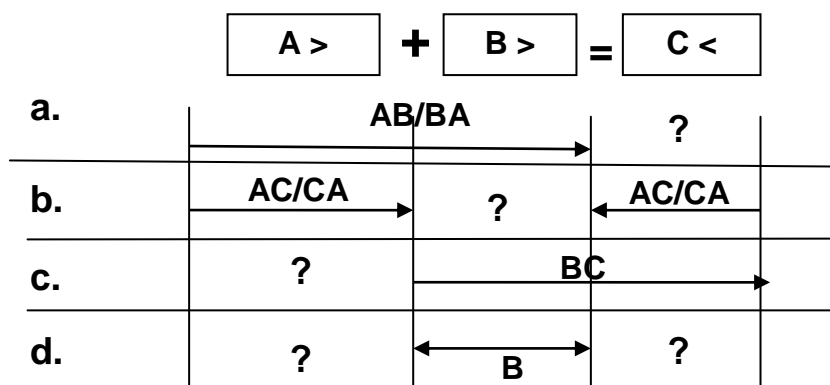 A > + B > = C <
a. AB/BA ?
b. AC/CA ? AC/CA
c. ? BC
d. ? B ?